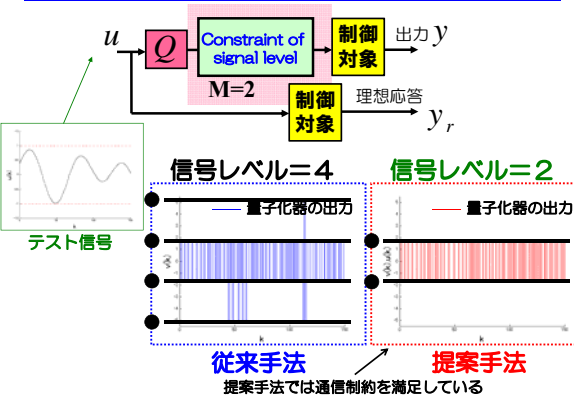 u
Q
Constraint of
signal level
M=2
制御
対象
出力 y
制御
対象
理想応答
y r
テスト信号
信号レベル＝４
信号レベル＝２
量子化器の出力
量子化器の出力
k
k
従来手法
提案手法
提案手法では通信制約を満足している